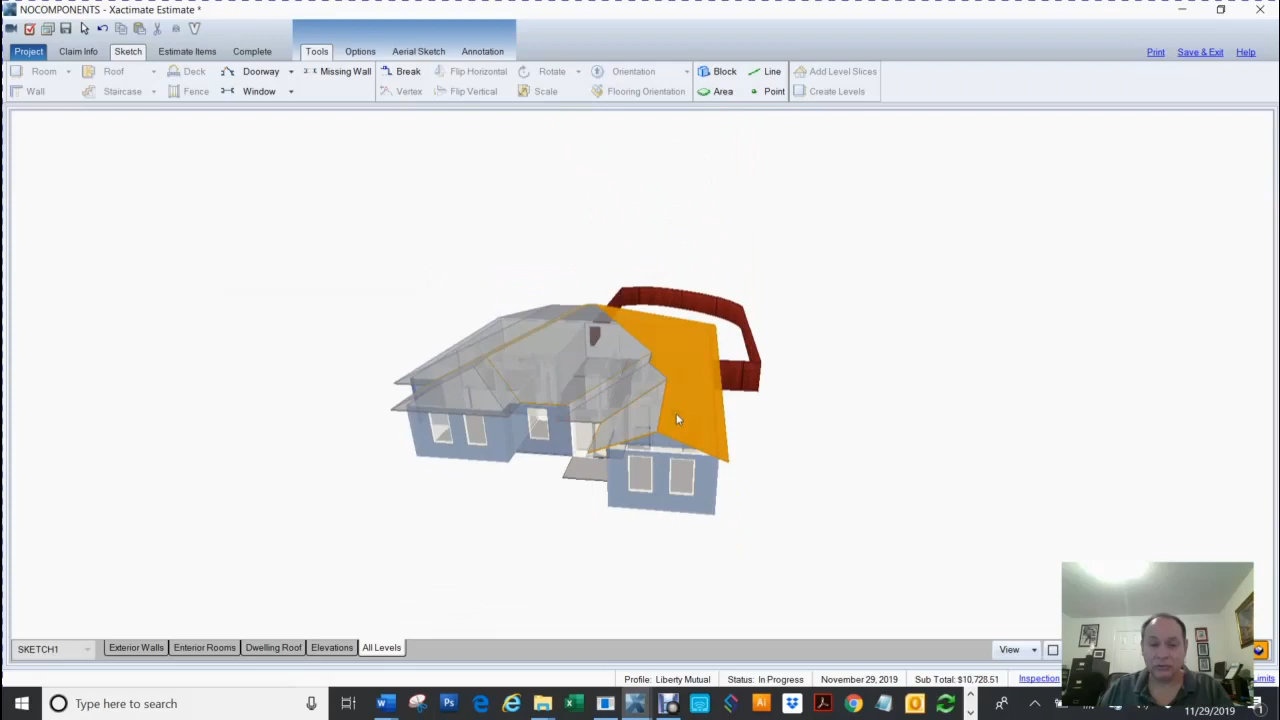 NOCOMPONENTS - Xactimate Estimate *
Project Claim Info Sketch Estimate Items Complete Tools Options Aerial Sketch Annotation Print Save & Exit Help
Room Roof Deck Doorway Missing Wall Break Flip Horizontal Rotate Orientation Block Line Add Level Slices
Wall Staircase Fence Window Vertex Flip Vertical Scale Flooring Orientation Area Point Create Levels
SKETCH1 Exterior Walls Enterior Rooms Dwelling Roof Elevations All Levels View
Profile: Liberty Mutual Status: In Progress November 29, 2019 Sub Total: $10,728.51 Inspection Limits
Type here to search
11/29/2019